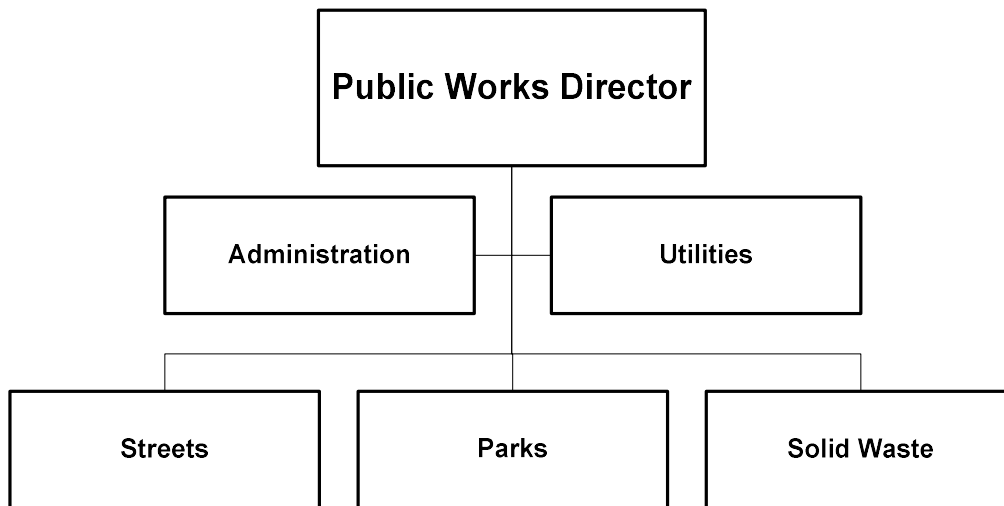 Public Works Director
Administration
Utilities
Streets
Parks
Solid Waste